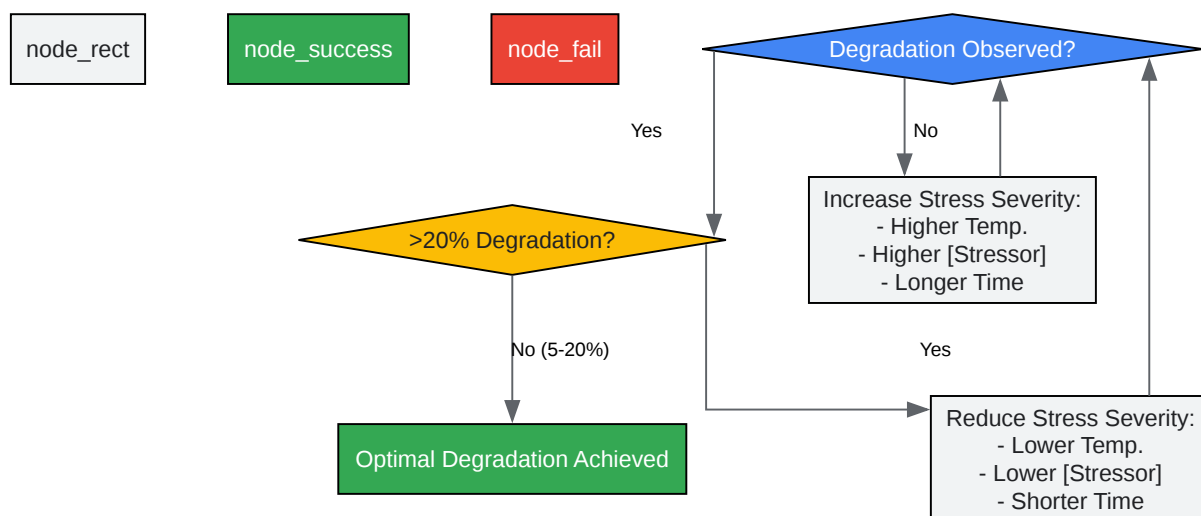 node_rect
node_success
node_fail
Degradation Observed?
Yes
No
Increase Stress Severity:
- Higher Temp.
- Higher [Stressor]
- Longer Time
>20% Degradation?
No (5-20%)
Yes
Optimal Degradation Achieved
Reduce Stress Severity:
- Lower Temp.
- Lower [Stressor]
- Shorter Time